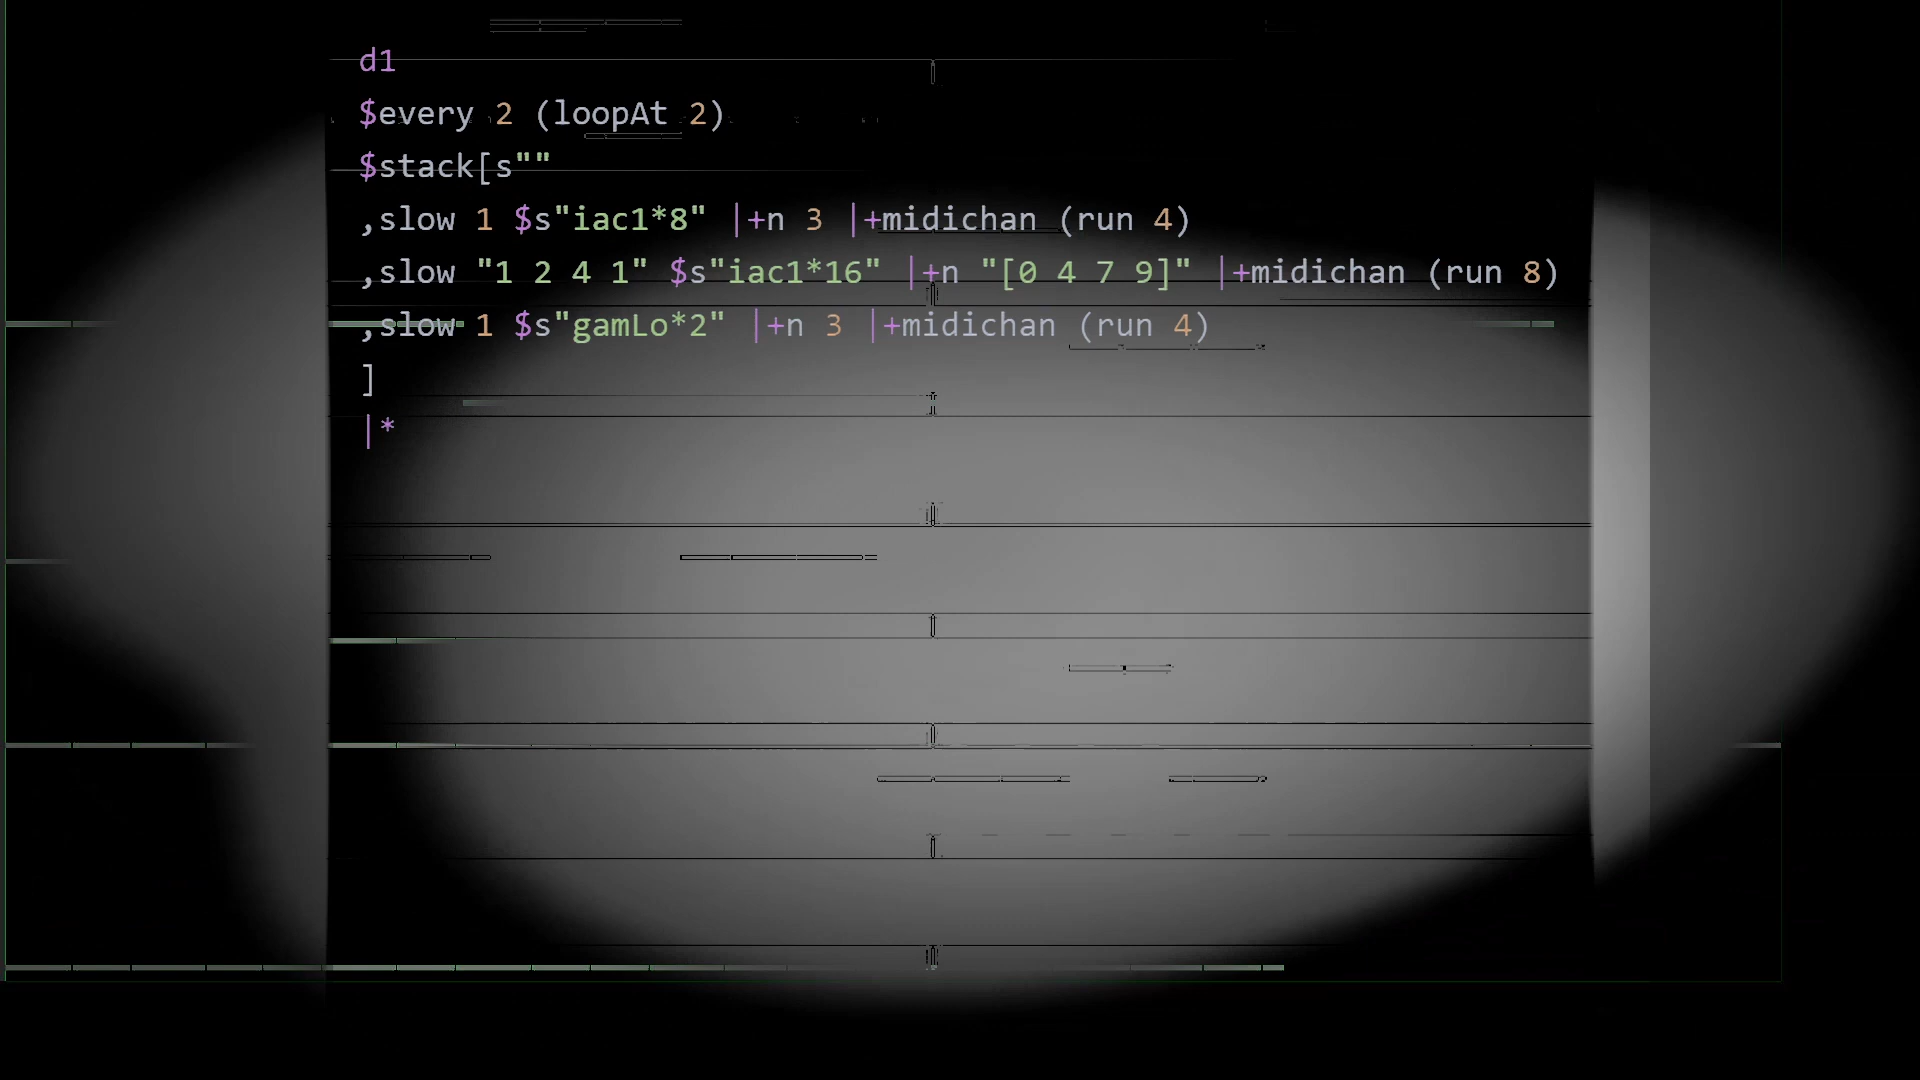 d1
$every 2 (loopAt 2)
$stack[s""
,slow 1 $s"iac1*8" |+n 3 |+midichan (run 4)
,slow "1 2 4 1" $s"iac1*16" |+n "[0 4 7 9]" |+midichan (run 8)
,slow 1 $s"gamLo*2" |+n 3 |+midichan (run 4)
]
|*